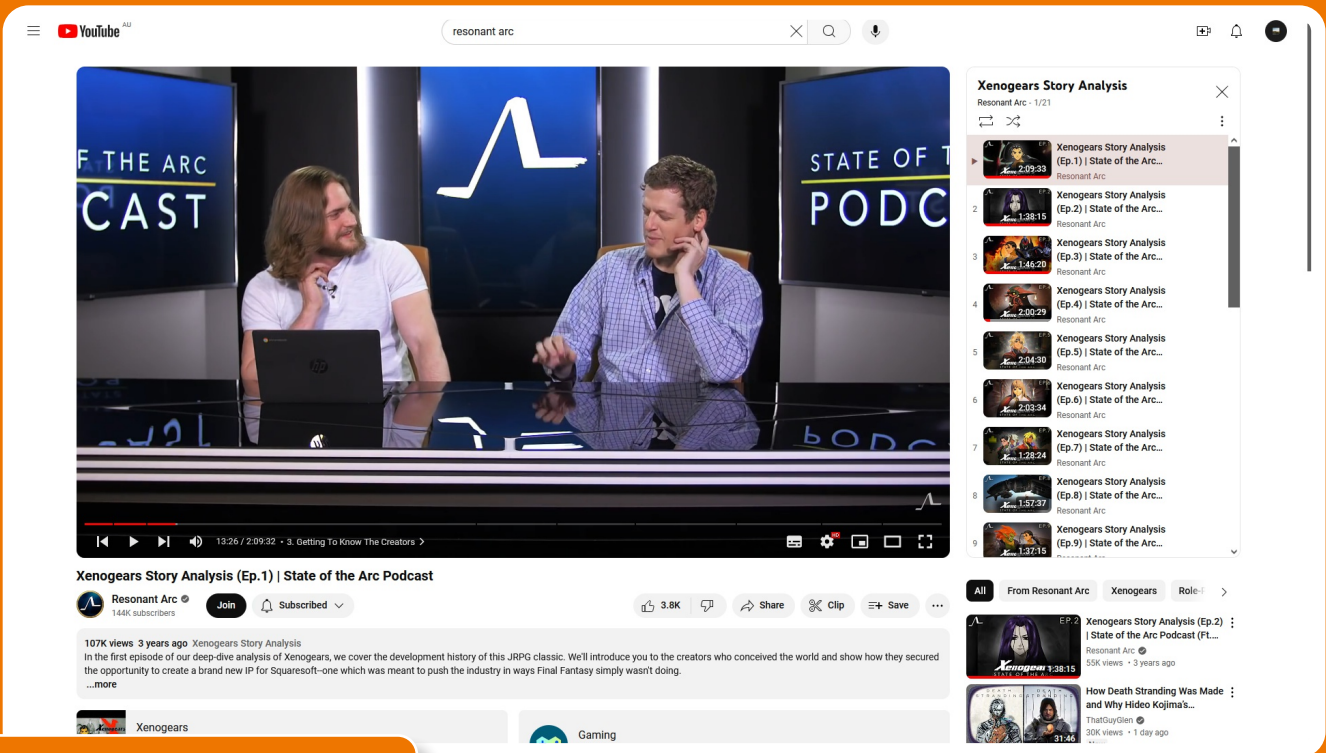 YouTube AU
resonant arc
F THE ARC
CAST
STATE OF T
PODC
13:26 / 2:09:32 • 3. Getting To Know The Creators
HD
Xenogears Story Analysis (Ep.1) | State of the Arc Podcast
Resonant Arc
144K subscribers
Join
Subscribed
3.8K
Share
Clip
Save
107K views 3 years ago Xenogears Story Analysis
In the first episode of our deep-dive analysis of Xenogears, we cover the development history of this JRPG classic. We'll introduce you to the creators who conceived the world and show how they secured
the opportunity to create a brand new IP for Squaresoft–one which was meant to push the industry in ways Final Fantasy simply wasn't doing.
...more
Xenogears
Gaming
Xenogears Story Analysis
Resonant Arc - 1/21
2:09:33
Xenogears Story Analysis
(Ep.1) | State of the Arc...
Resonant Arc
2
1:38:15
Xenogears Story Analysis
(Ep.2) | State of the Arc...
Resonant Arc
3
1:46:20
Xenogears Story Analysis
(Ep.3) | State of the Arc...
Resonant Arc
4
2:00:29
Xenogears Story Analysis
(Ep.4) | State of the Arc...
Resonant Arc
5
2:04:30
Xenogears Story Analysis
(Ep.5) | State of the Arc...
Resonant Arc
6
2:03:34
Xenogears Story Analysis
(Ep.6) | State of the Arc...
Resonant Arc
7
1:28:24
Xenogears Story Analysis
(Ep.7) | State of the Arc...
Resonant Arc
8
1:57:37
Xenogears Story Analysis
(Ep.8) | State of the Arc...
Resonant Arc
9
1:37:15
Xenogears Story Analysis
(Ep.9) | State of the Arc...
All
From Resonant Arc
Xenogears
Role-
EP.2
Xenogears
1:38:15
Xenogears Story Analysis (Ep.2)
| State of the Arc Podcast (Ft....
Resonant Arc
55K views • 3 years ago
DEATH STRANDING
31:46
How Death Stranding Was Made
and Why Hideo Kojima's...
ThatGuyGlen
30K views • 1 day ago